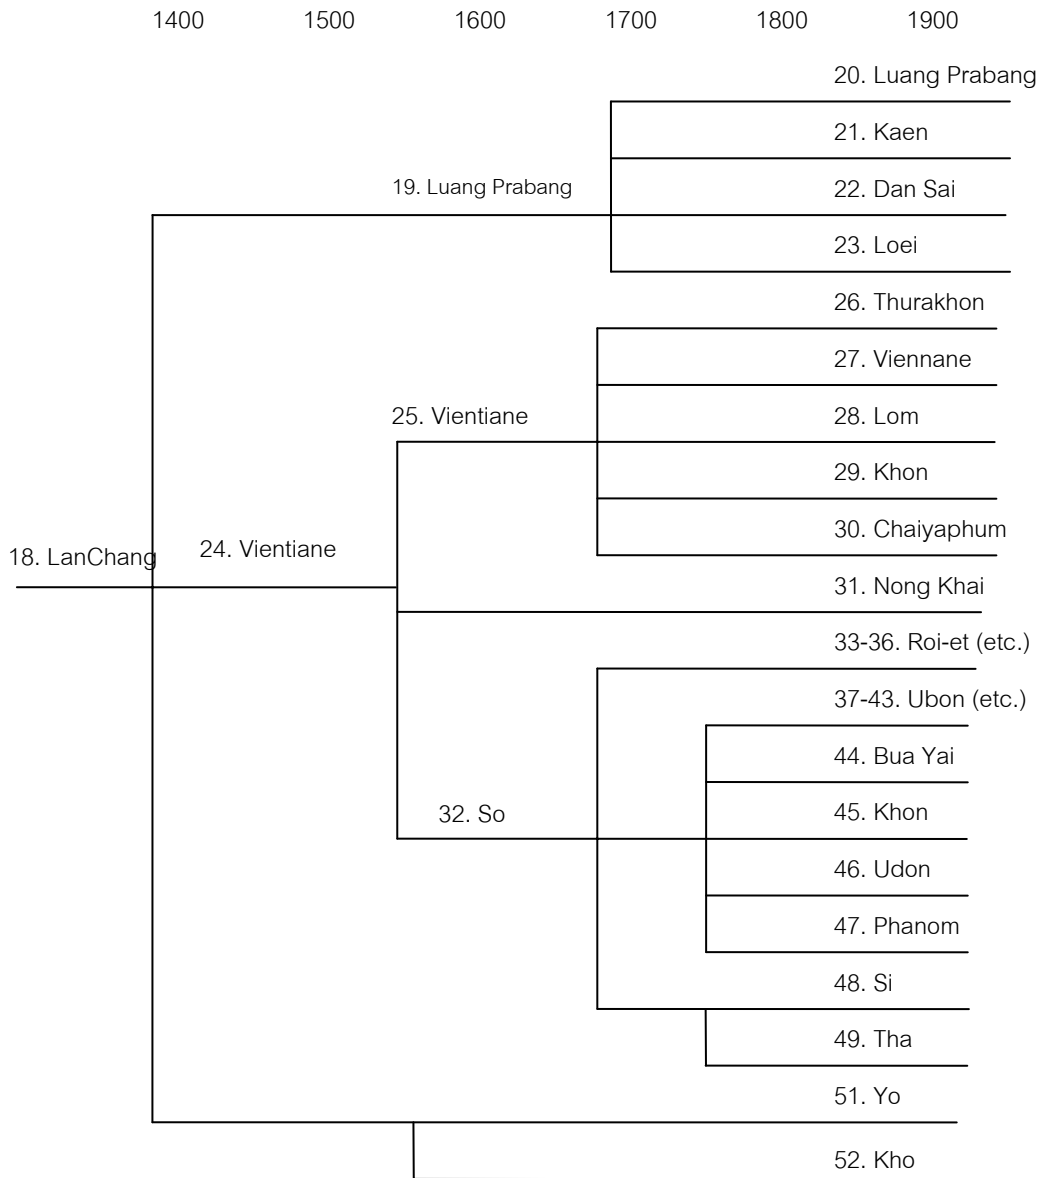 1400 1500 1600 1700 1800 1900
20. Luang Prabang
21. Kaen
19. Luang Prabang
22. Dan Sai
23. Loei
26. Thurakhon
27. Viennane
25. Vientiane
28. Lom
29. Khon
30. Chaiyaphum
18. LanChang
24. Vientiane
31. Nong Khai
33-36. Roi-et (etc.)
37-43. Ubon (etc.)
44. Bua Yai
32. So
45. Khon
46. Udon
47. Phanom
48. Si
49. Tha
51. Yo
52. Kho